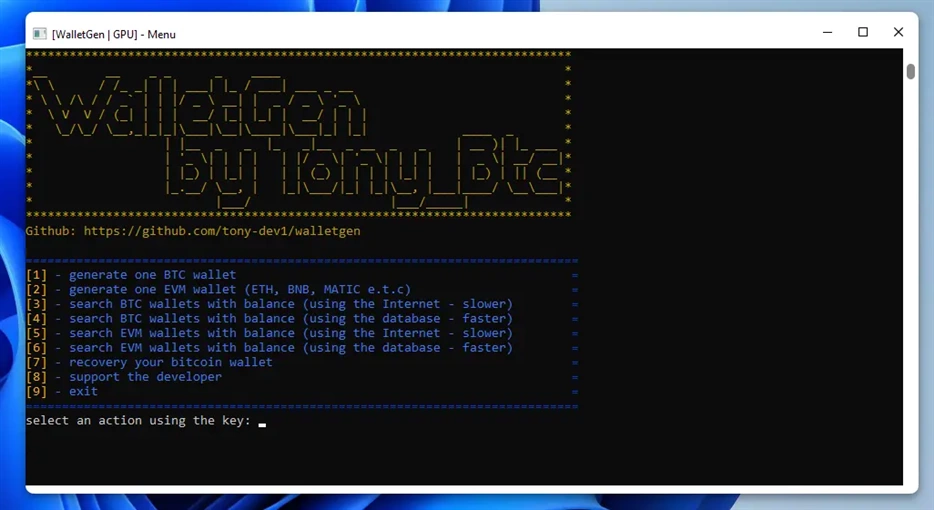 [WalletGen | GPU] - Menu
WalletGen
by Tony_Btc
Github: https://github.com/tony-dev1/walletgen
[1] - generate one BTC wallet
[2] - generate one EVM wallet (ETH, BNB, MATIC e.t.c)
[3] - search BTC wallets with balance (using the Internet - slower)
[4] - search BTC wallets with balance (using the database - faster)
[5] - search EVM wallets with balance (using the Internet - slower)
[6] - search EVM wallets with balance (using the database - faster)
[7] - recovery your bitcoin wallet
[8] - support the developer
[9] - exit
select an action using the key: